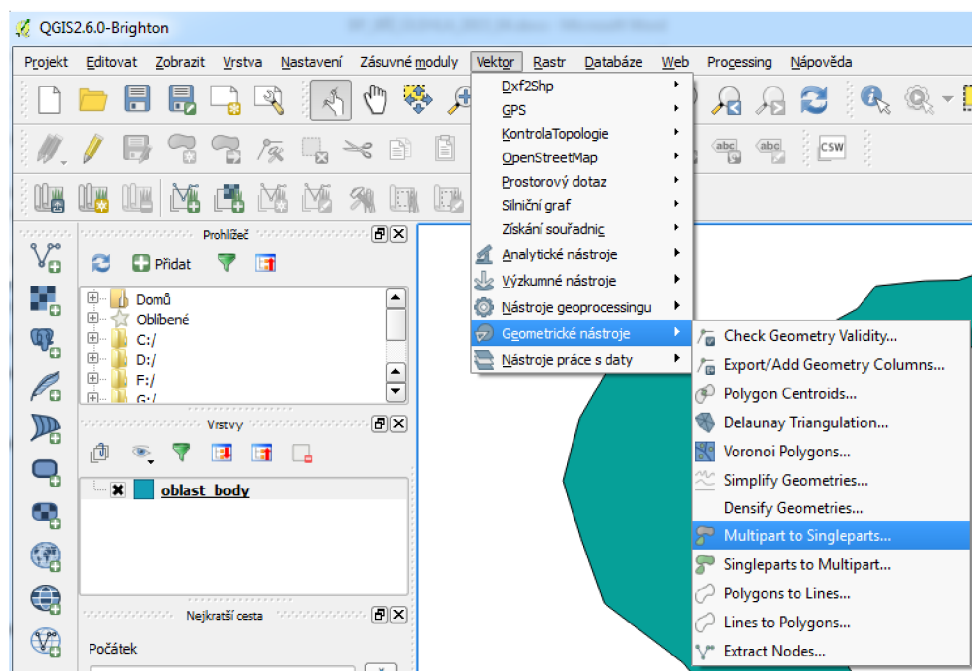 QGIS2.6.0-Brighton
Projekt Editovat Zobrazit Vrstva Nastavení Zásuvné moduly Vektor Rastr Databáze Web Processing Nápověda
Dxf2Shp
GPS
KontrolaTopologie
OpenStreetMap
Prostorový dotaz
Silniční graf
Získání souřadnic
Analytické nástroje
Výzkumné nástroje
Nástroje geoprocessingu
Geometrické nástroje
Nástroje práce s daty
Check Geometry Validity...
Export/Add Geometry Columns...
Polygon Centroids...
Delaunay Triangulation...
Voronoi Polygons...
Simplify Geometries...
Densify Geometries...
Multipart to Singleparts...
Singleparts to Multipart...
Polygons to Lines...
Lines to Polygons...
Extract Nodes...
abc
abc
CSW
Prohlížeč
Přidat
Domů
Oblíbené
C:/
D:/
F:/
G:/
Vrstvy
oblast_body
Nejkratší cesta
Počátek